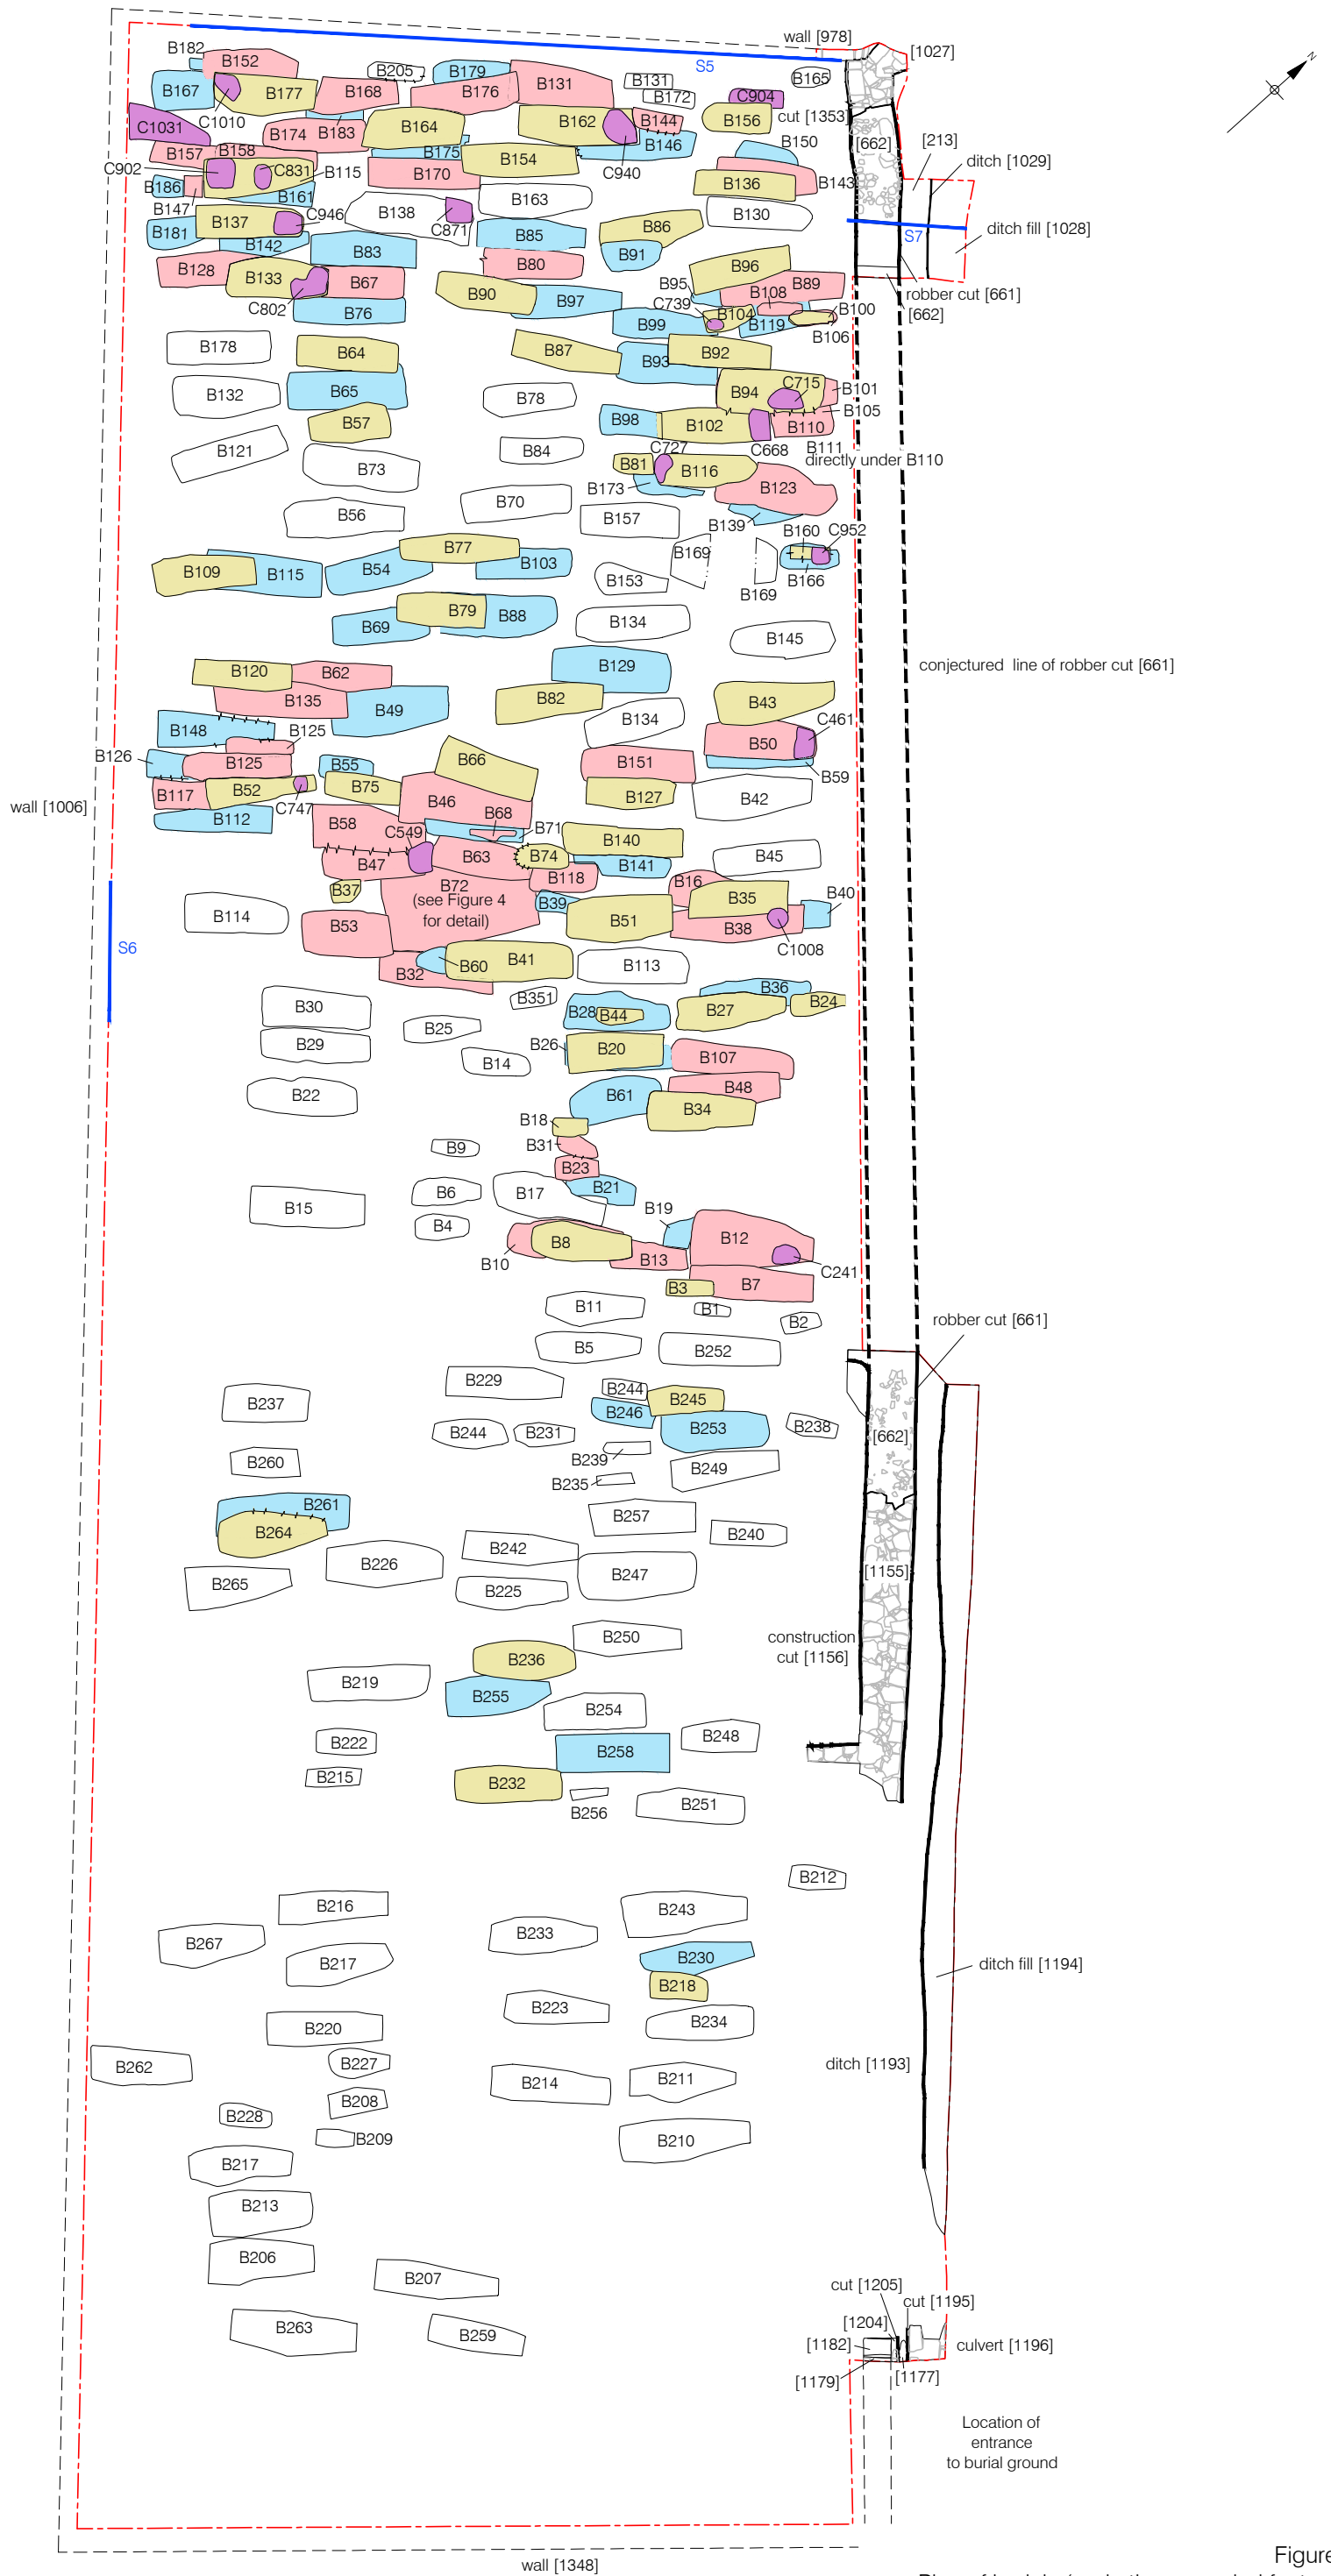 wall [978]
[1027]
N
B182
B152
B205
B179
S5
B131
B131
B165
B167
B177
B168
B176
B172
C904
C1010
C1031
B174
B183
B164
B162
B144
B156
cut [1353]
[662]
[213]
B157
B158
B175
B154
B146
B150
ditch [1029]
C902
C831
B115
B170
C940
B136
B143
B186
B161
B147
B137
C946
B138
C871
B163
B130
B181
B142
B83
B85
B86
S7
ditch fill [1028]
B91
B128
B133
B67
B80
B96
B95
B89
C802
B76
B90
B97
C739
B108
robber cut [661]
B104
B100
[662]
B99
B119
B106
B178
B64
B87
B93
B92
B132
B65
B78
B94
C715
B101
B57
B98
B102
B105
B110
B121
B84
C727
C668
B111
directly under B110
B73
B81
B116
B173
B123
B70
B56
B157
B139
B160
C952
B77
B169
B109
B115
B54
B103
B153
B166
B169
B79
B69
B88
B134
B145
B120
B62
B129
conjectured line of robber cut [661]
B135
B49
B82
B43
B148
B134
B125
C461
B50
B126
B125
B55
B66
B151
B59
B117
B52
B75
B127
B42
wall [1006]
C747
B46
B112
B58
B68
B71
C549
B140
B47
B63
B74
B141
B45
B118
B37
B72
(see Figure 4
for detail)
B16
B35
B40
B114
B39
B53
B51
B38
S6
C1008
B32
B60
B41
B113
B30
B351
B36
B28
B44
B27
B24
B25
B29
B26
B20
B107
B14
B22
B61
B48
B34
B18
B9
B31
B23
B6
B17
B21
B15
B4
B19
B10
B8
B12
B13
C241
B3
B7
B11
B1
B2
robber cut [661]
B5
B252
B229
B244
B245
B237
B246
B244
B231
B253
B238
[662]
B239
B260
B235
B249
B261
B257
B264
B240
B242
B226
B247
[1155]
B265
B225
B250
construction
cut [1156]
B236
B219
B255
B254
B222
B248
B258
B215
B232
B256
B251
B212
B216
B243
B233
B267
B217
B230
ditch fill [1194]
B218
B223
B234
B220
B262
B227
ditch [1193]
B214
B211
B208
B228
B209
B210
B217
B213
B206
B207
cut [1205]
cut [1195]
B263
B259
[1204]
[1182]
culvert [1196]
[1179]
[1177]
Location of
entrance
to burial ground
Figure
wall [1348]